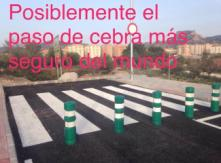 Posiblemente el
paso de cebra más
seguro del mundo